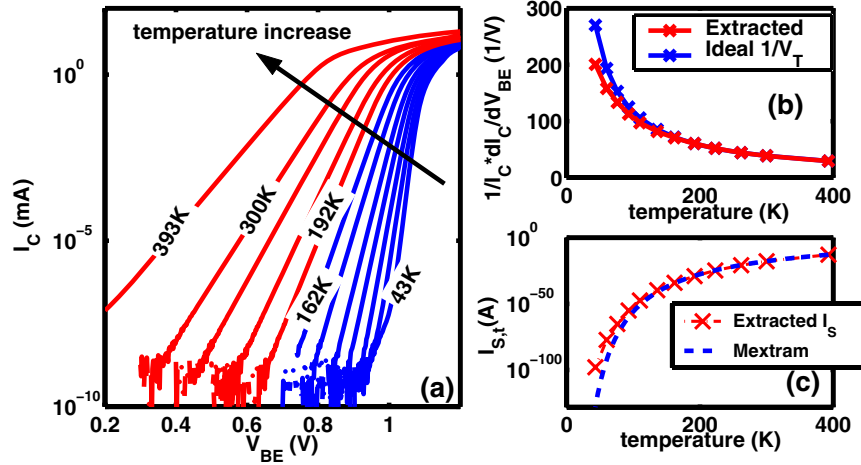 temperature increase
(a)
I_C (mA)
10^0
10^-5
10^-10
393K
300K
192K
162K
43K
0.2
0.4
0.6
0.8
1
V_BE (V)
300
200
100
0
1/I_C*dI_C/dV_BE (1/V)
Extracted
Ideal 1/V_T
(b)
0
200
400
temperature (K)
10^0
10^-50
10^-100
I_S,t(A)
Extracted I_S
Mextram
(c)
0
200
400
temperature (K)